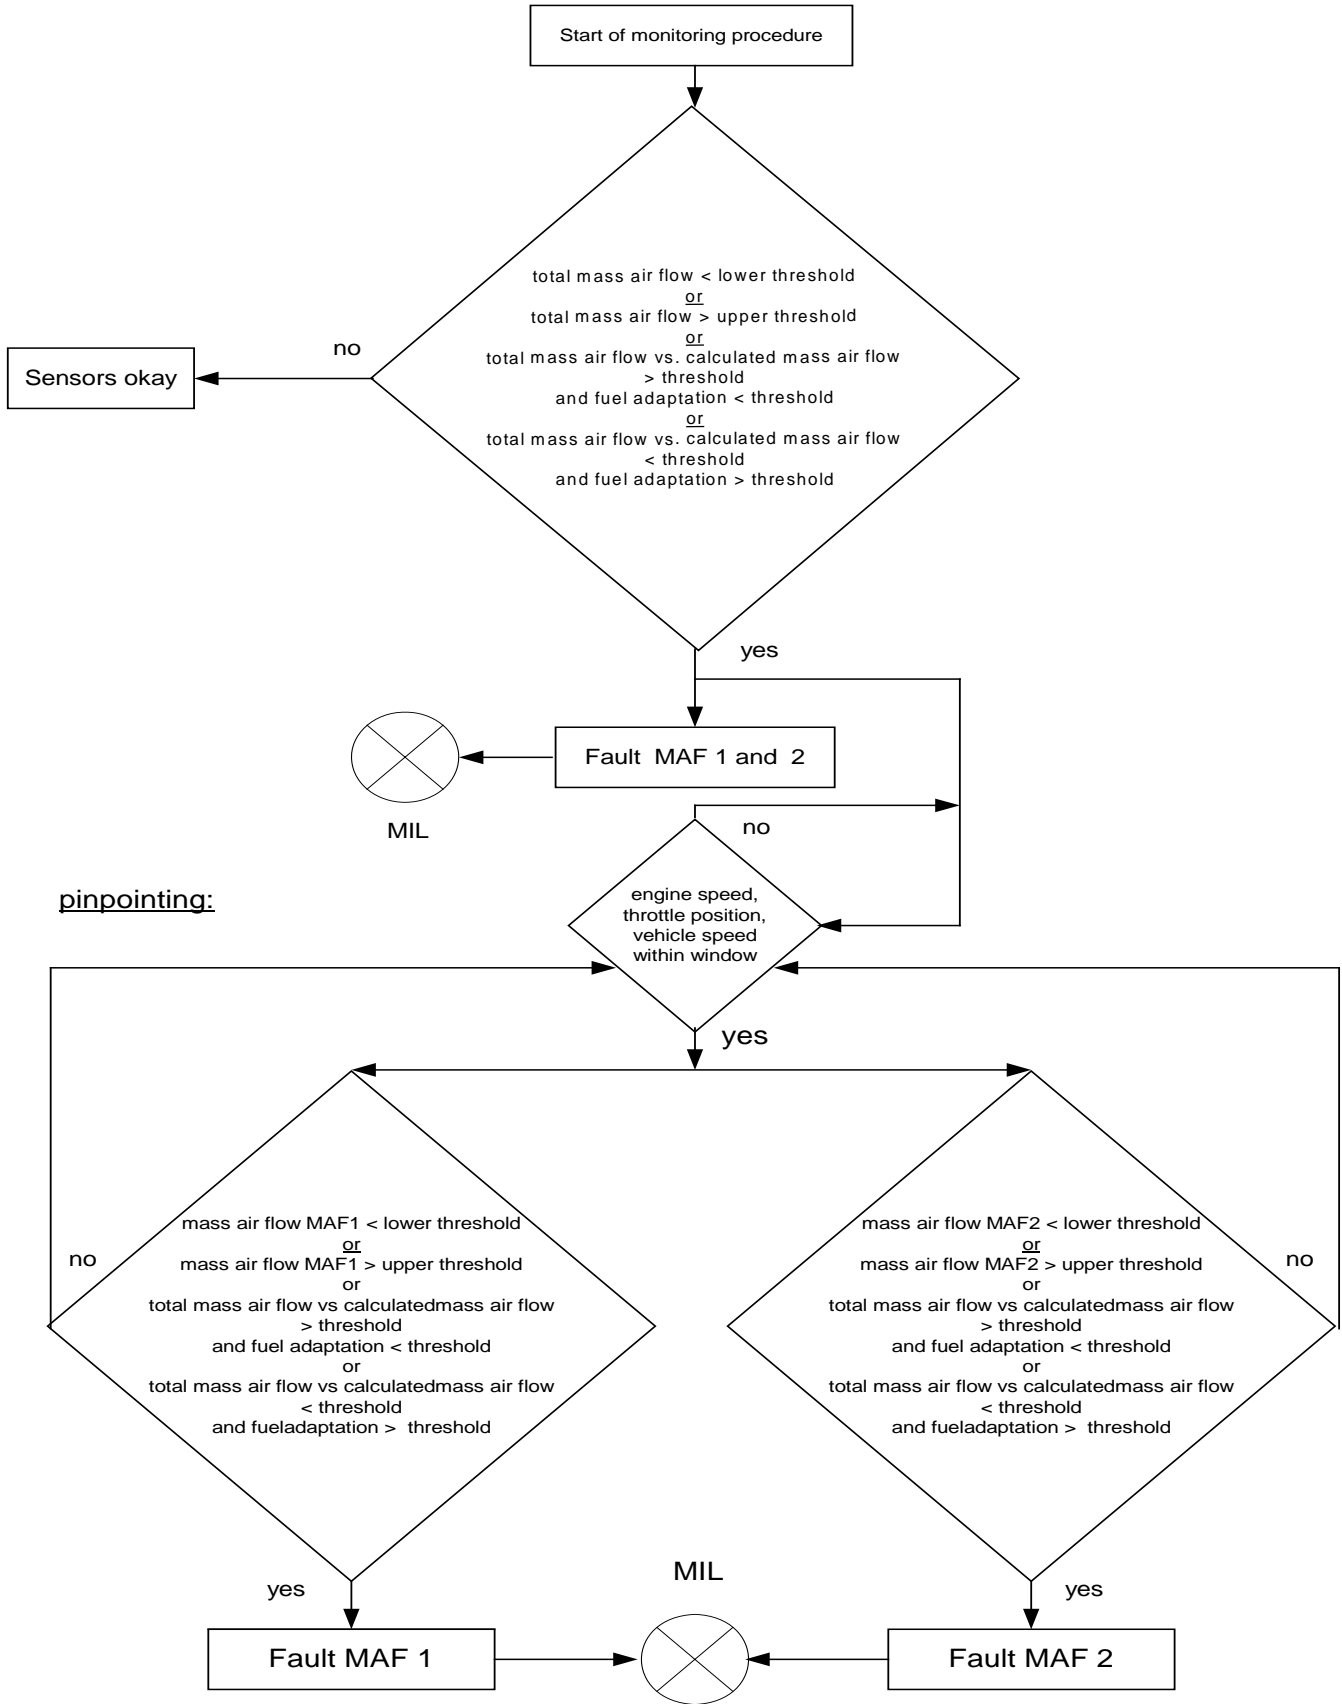 Start of monitoring procedure
total mass air flow < lower threshold
or
total mass air flow > upper threshold
or
total mass air flow vs. calculated mass air flow
> threshold
and fuel adaptation < threshold
or
total mass air flow vs. calculated mass air flow
< threshold
and fuel adaptation > threshold
no
Sensors okay
yes
Fault MAF 1 and 2
MIL
no
pinpointing:
engine speed,
throttle position,
vehicle speed
within window
yes
mass air flow MAF1 < lower threshold
or
mass air flow MAF1 > upper threshold
or
total mass air flow vs calculatedmass air flow
> threshold
and fuel adaptation < threshold
or
total mass air flow vs calculatedmass air flow
< threshold
and fueladaptation > threshold
no
mass air flow MAF2 < lower threshold
or
mass air flow MAF2 > upper threshold
or
total mass air flow vs calculatedmass air flow
> threshold
and fuel adaptation < threshold
or
total mass air flow vs calculatedmass air flow
< threshold
and fueladaptation > threshold
no
yes
MIL
yes
Fault MAF 1
Fault MAF 2